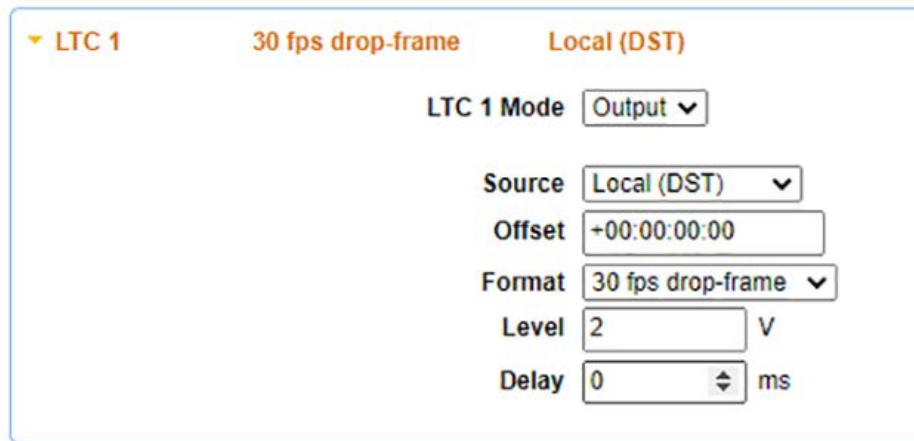 LTC 1 30 fps drop-frame Local (DST)
LTC 1 Mode Output
Source Local (DST)
Offset +00:00:00:00
Format 30 fps drop-frame
Level 2 V
Delay 0 ms